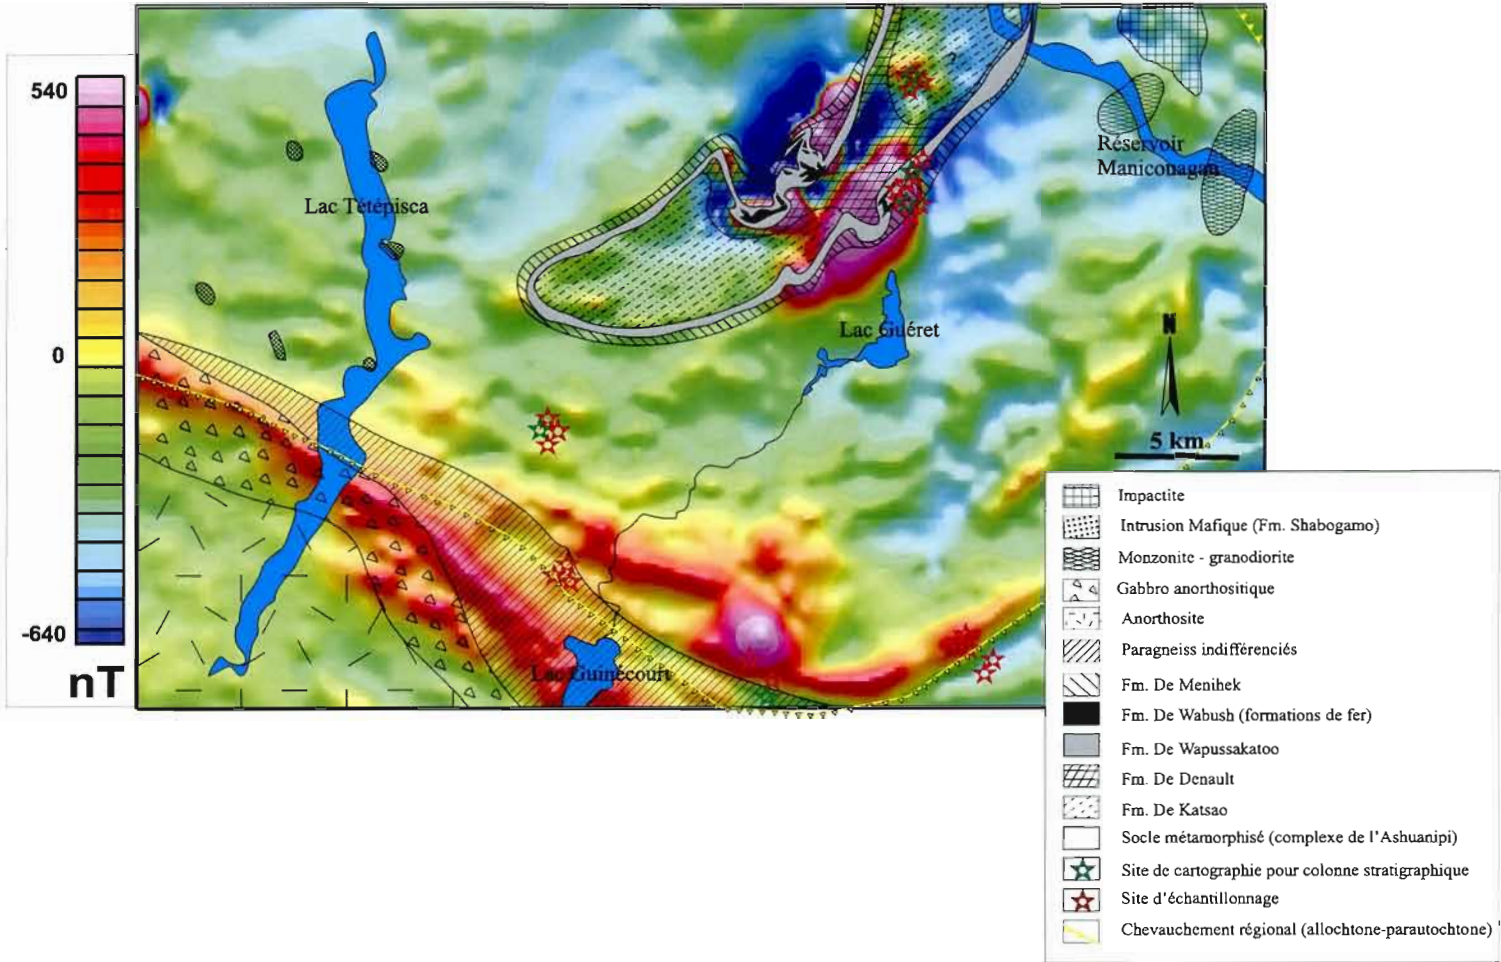 540
0
-640
nT
Lac Tétépisca
Réservoir
Manicouagan
Lac Guéret
N
5 km
Lac Guinécourt
Impactite
Intrusion Mafique (Fm. Shabogamo)
Monzonite - granodiorite
Gabbro anorthositique
Anorthosite
Paragneiss indifférenciés
Fm. De Menihek
Fm. De Wabush (formations de fer)
Fm. De Wapussakatoo
Fm. De Denault
Fm. De Katsao
Socle métamorphisé (complexe de l'Ashuanipi)
Site de cartographie pour colonne stratigraphique
Site d'échantillonnage
Chevauchement régional (allochtone-parautochtone)